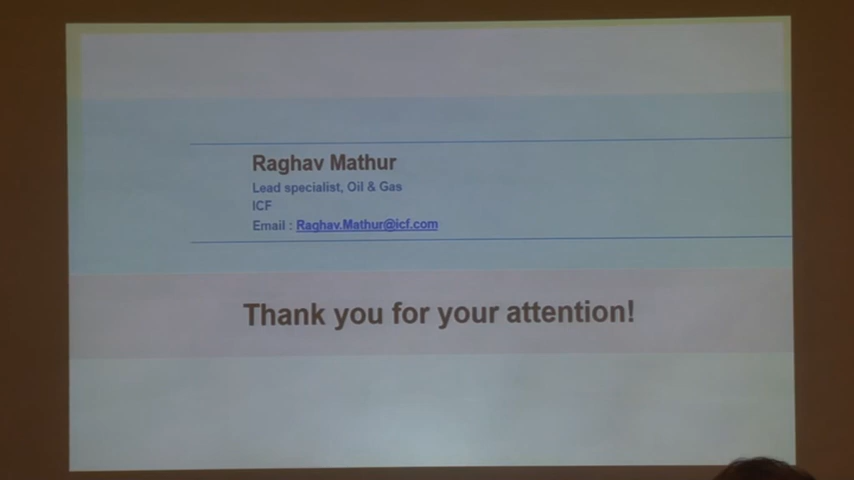 Raghav Mathur
Lead specialist, Oil & Gas
ICF
Email : Raghav.Mathur@icf.com
Thank you for your attention!